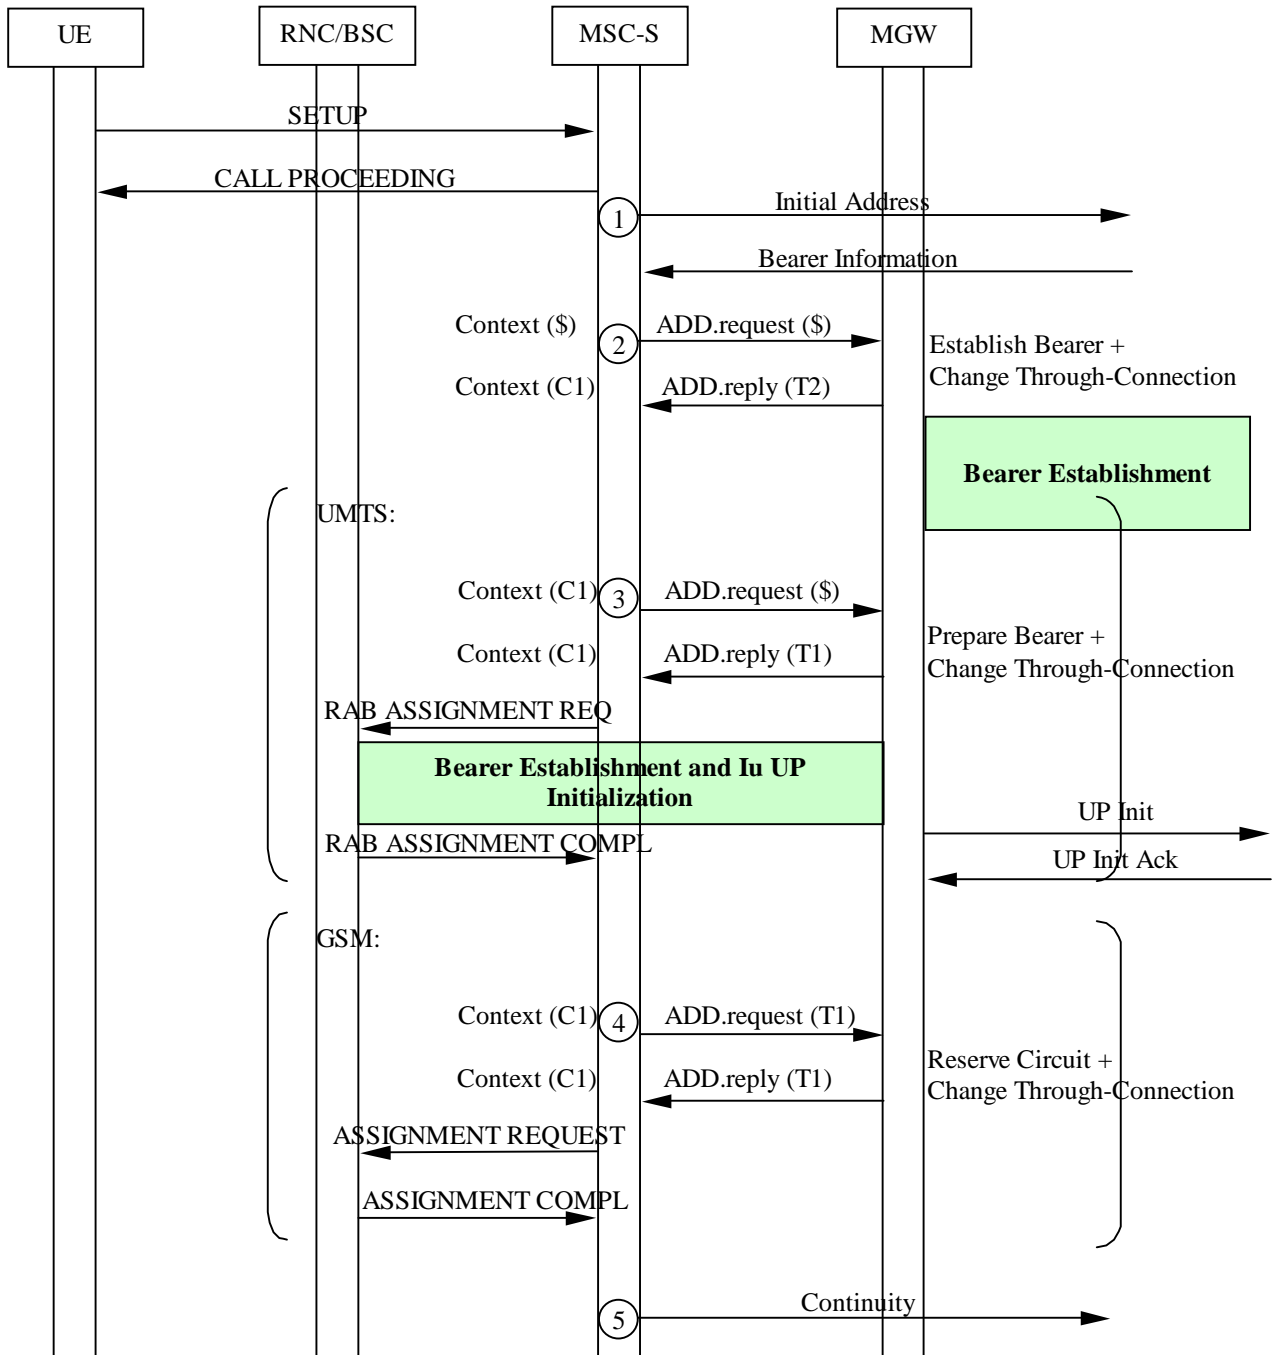 UE
RNC/BSC
MSC-S
MGW
SETUP
CALL PROCEEDING
1
Initial Address
Bearer Information
Context ($)
2
ADD.request ($)
Establish Bearer +
Change Through-Connection
Context (C1)
ADD.reply (T2)
Bearer Establishment
UMTS:
Context (C1)
3
ADD.request ($)
Prepare Bearer +
Change Through-Connection
Context (C1)
ADD.reply (T1)
RAB ASSIGNMENT REQ
Bearer Establishment and Iu UP
Initialization
UP Init
RAB ASSIGNMENT COMPL
UP Init Ack
GSM:
Context (C1)
4
ADD.request (T1)
Reserve Circuit +
Change Through-Connection
Context (C1)
ADD.reply (T1)
ASSIGNMENT REQUEST
ASSIGNMENT COMPL
5
Continuity